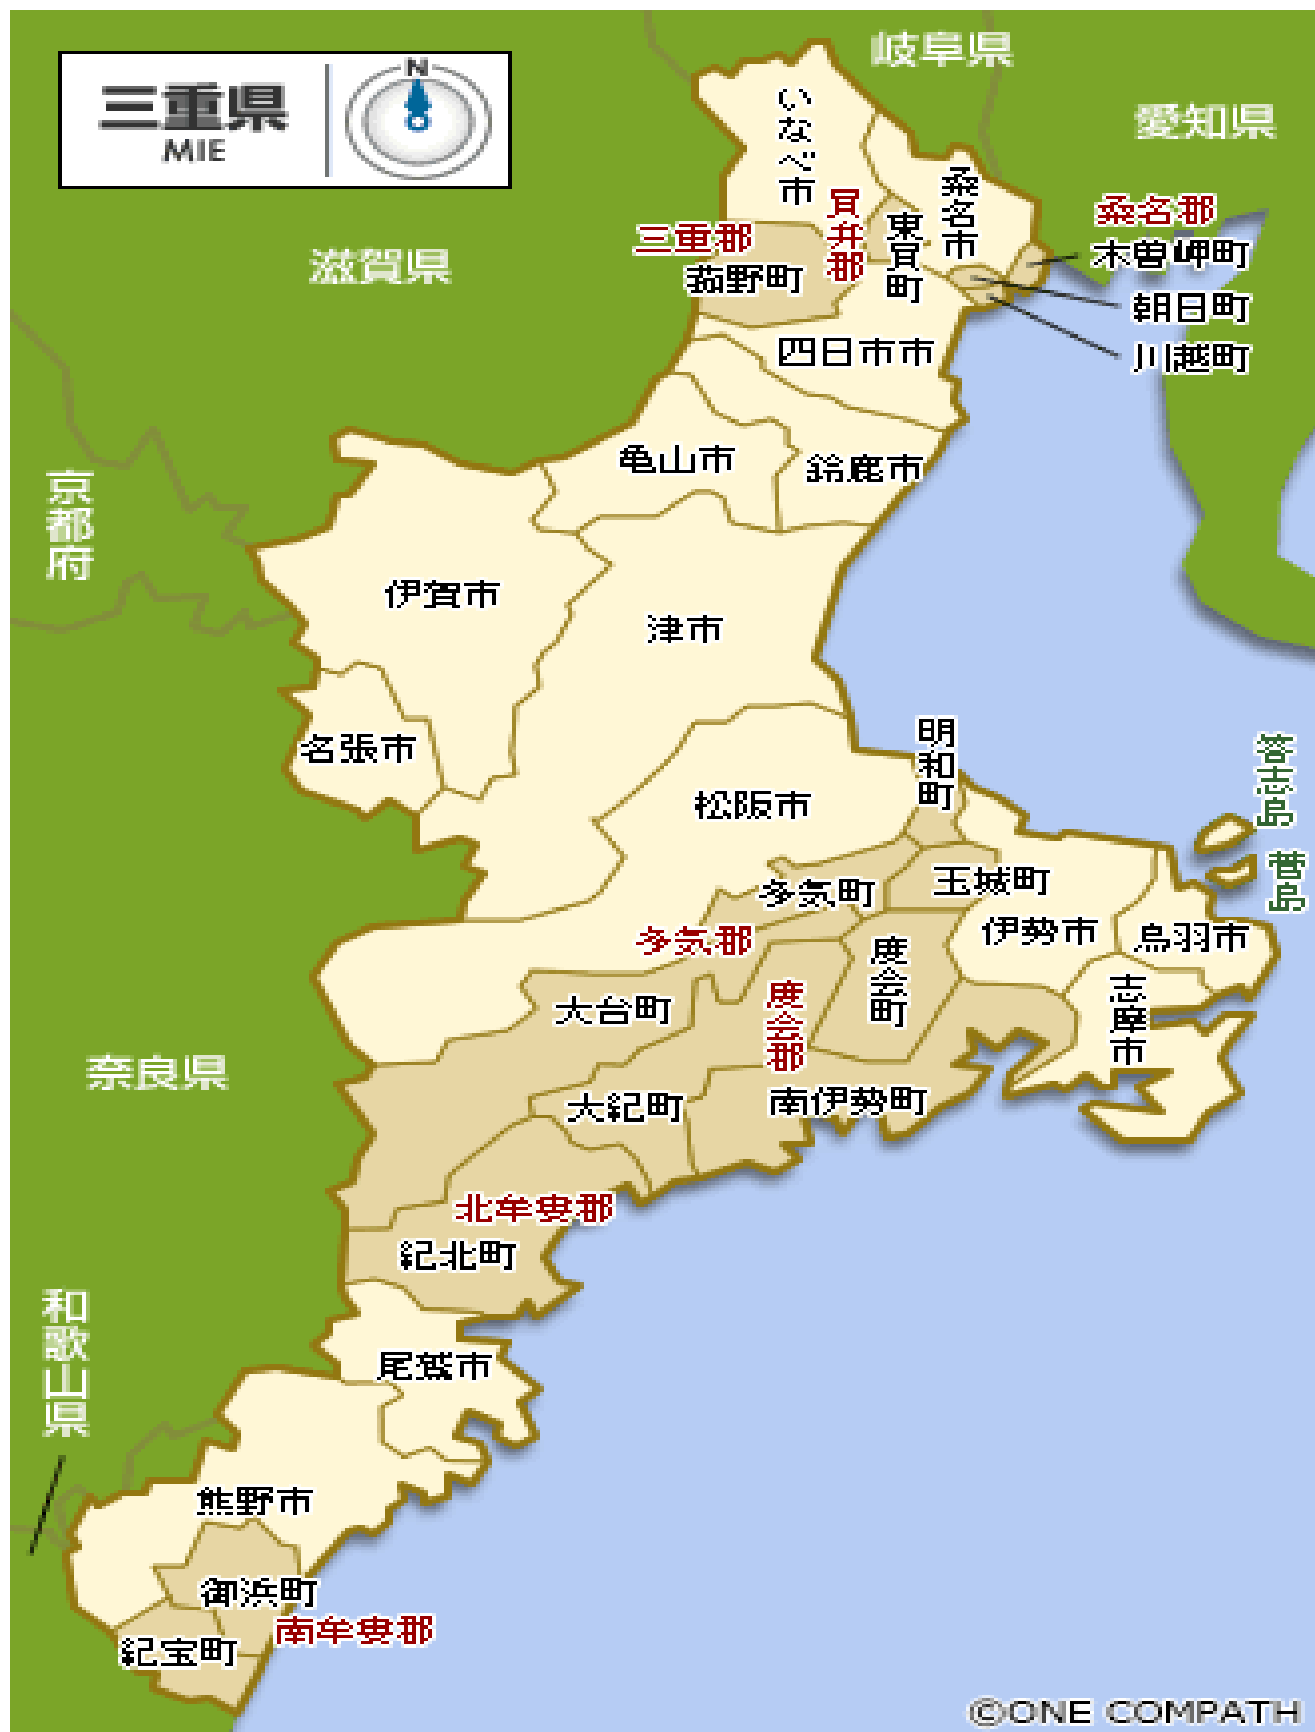 三重県
MIE
N
岐阜県
愛知県
滋賀県
京都府
奈良県
和歌山県
いなべ市
桑名市
員弁郡
東員町
桑名郡
木曽岬町
朝日町
川越町
三重郡
菰野町
四日市市
亀山市
鈴鹿市
伊賀市
津市
名張市
松阪市
明和町
答志島
菅島
多気町
玉城町
多気郡
伊勢市
鳥羽市
度会町
志摩市
大台町
度会郡
大紀町
南伊勢町
北牟婁郡
紀北町
尾鷲市
熊野市
御浜町
南牟婁郡
紀宝町
©ONE COMPATH